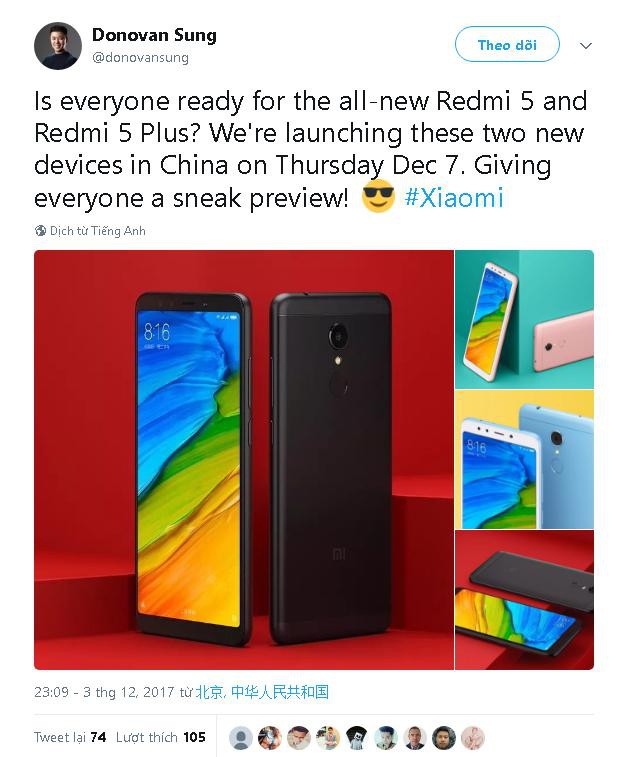 Donovan Sung
@donovansung
Theo dõi
Is everyone ready for the all-new Redmi 5 and
Redmi 5 Plus? We're launching these two new
devices in China on Thursday Dec 7. Giving
everyone a sneak preview! 😎 #Xiaomi
Dịch từ Tiếng Anh
8:16
MI
8:16
23:09 - 3 thg 12, 2017 từ 北京, 中华人民共和国
Tweet lại 74 Lượt thích 105